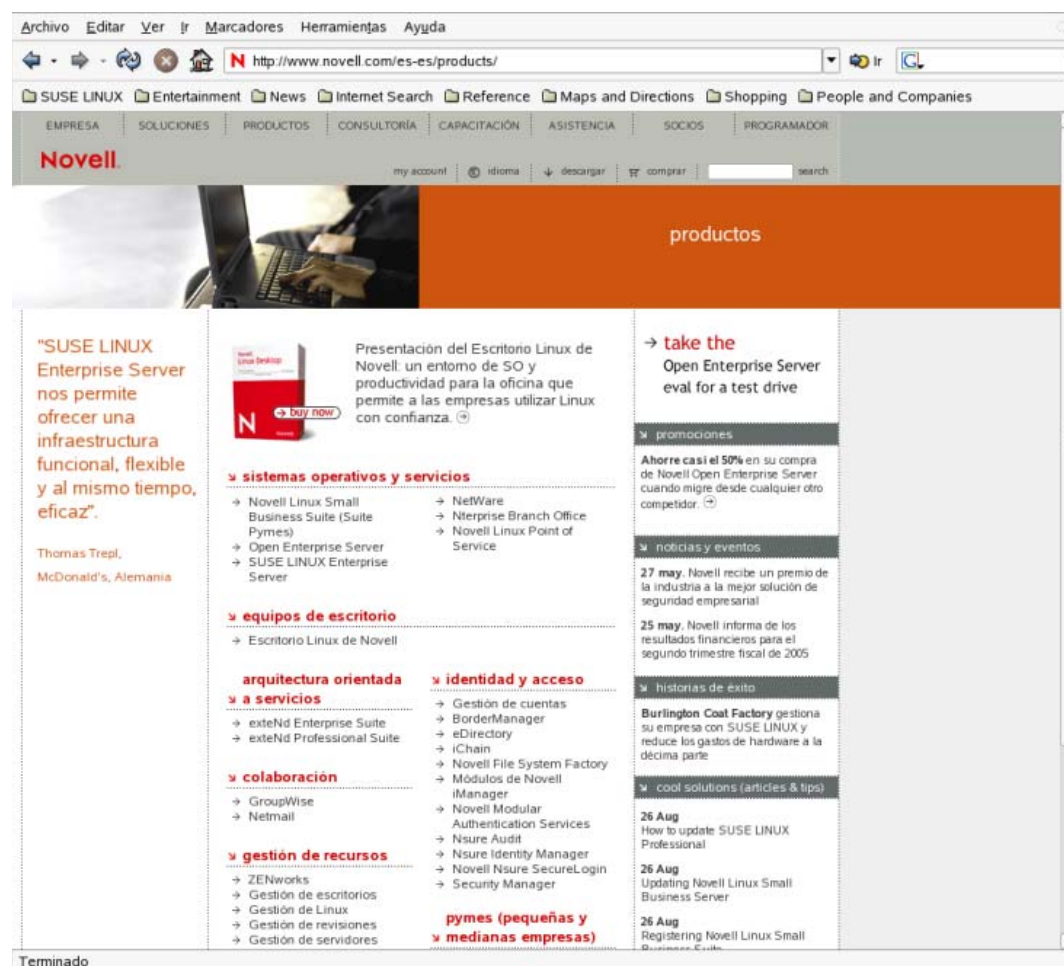 Archivo Editar Ver Ir Marcadores Herramientas Ayuda
http://www.novell.com/es-es/products/
Ir
G
SUSE LINUX Entertainment News Internet Search Reference Maps and Directions Shopping People and Companies
EMPRESA SOLUCIONES PRODUCTOS CONSULTORÍA CAPACITACIÓN ASISTENCIA SOCIOS PROGRAMADOR
Novell.
my account idioma descargar comprar search
productos
"SUSE LINUX
Enterprise Server
nos permite
ofrecer una
infraestructura
funcional, flexible
y al mismo tiempo,
eficaz".
Thomas Trepl,
McDonald's, Alemania
Novell
Linux Desktop
N
→ buy now
Novell
Presentación del Escritorio Linux de
Novell: un entorno de SO y
productividad para la oficina que
permite a las empresas utilizar Linux
con confianza.
sistemas operativos y servicios
→ Novell Linux Small
Business Suite (Suite
Pymes)
→ Open Enterprise Server
→ SUSE LINUX Enterprise
Server
→ NetWare
→ Nterprise Branch Office
→ Novell Linux Point of
Service
equipos de escritorio
→ Escritorio Linux de Novell
arquitectura orientada
a servicios
→ exteNd Enterprise Suite
→ exteNd Professional Suite
colaboración
→ GroupWise
→ Netmail
gestión de recursos
→ ZENworks
→ Gestión de escritorios
→ Gestión de Linux
→ Gestión de revisiones
→ Gestión de servidores
identidad y acceso
→ Gestión de cuentas
→ BorderManager
→ eDirectory
→ iChain
→ Novell File System Factory
→ Módulos de Novell
iManager
→ Novell Modular
Authentication Services
→ Nsure Audit
→ Nsure Identity Manager
→ Novell Nsure SecureLogin
→ Security Manager
pymes (pequeñas y
medianas empresas)
→ take the
Open Enterprise Server
eval for a test drive
promociones
Ahorre casi el 50% en su compra
de Novell Open Enterprise Server
cuando migre desde cualquier otro
competidor.
noticias y eventos
27 may. Novell recibe un premio de
la industria a la mejor solución de
seguridad empresarial
25 may. Novell informa de los
resultados financieros para el
segundo trimestre fiscal de 2005
historias de éxito
Burlington Coat Factory gestiona
su empresa con SUSE LINUX y
reduce los gastos de hardware a la
décima parte
cool solutions (articles & tips)
26 Aug
How to update SUSE LINUX
Professional
26 Aug
Updating Novell Linux Small
Business Server
26 Aug
Registering Novell Linux Small
Business Suite
Terminado